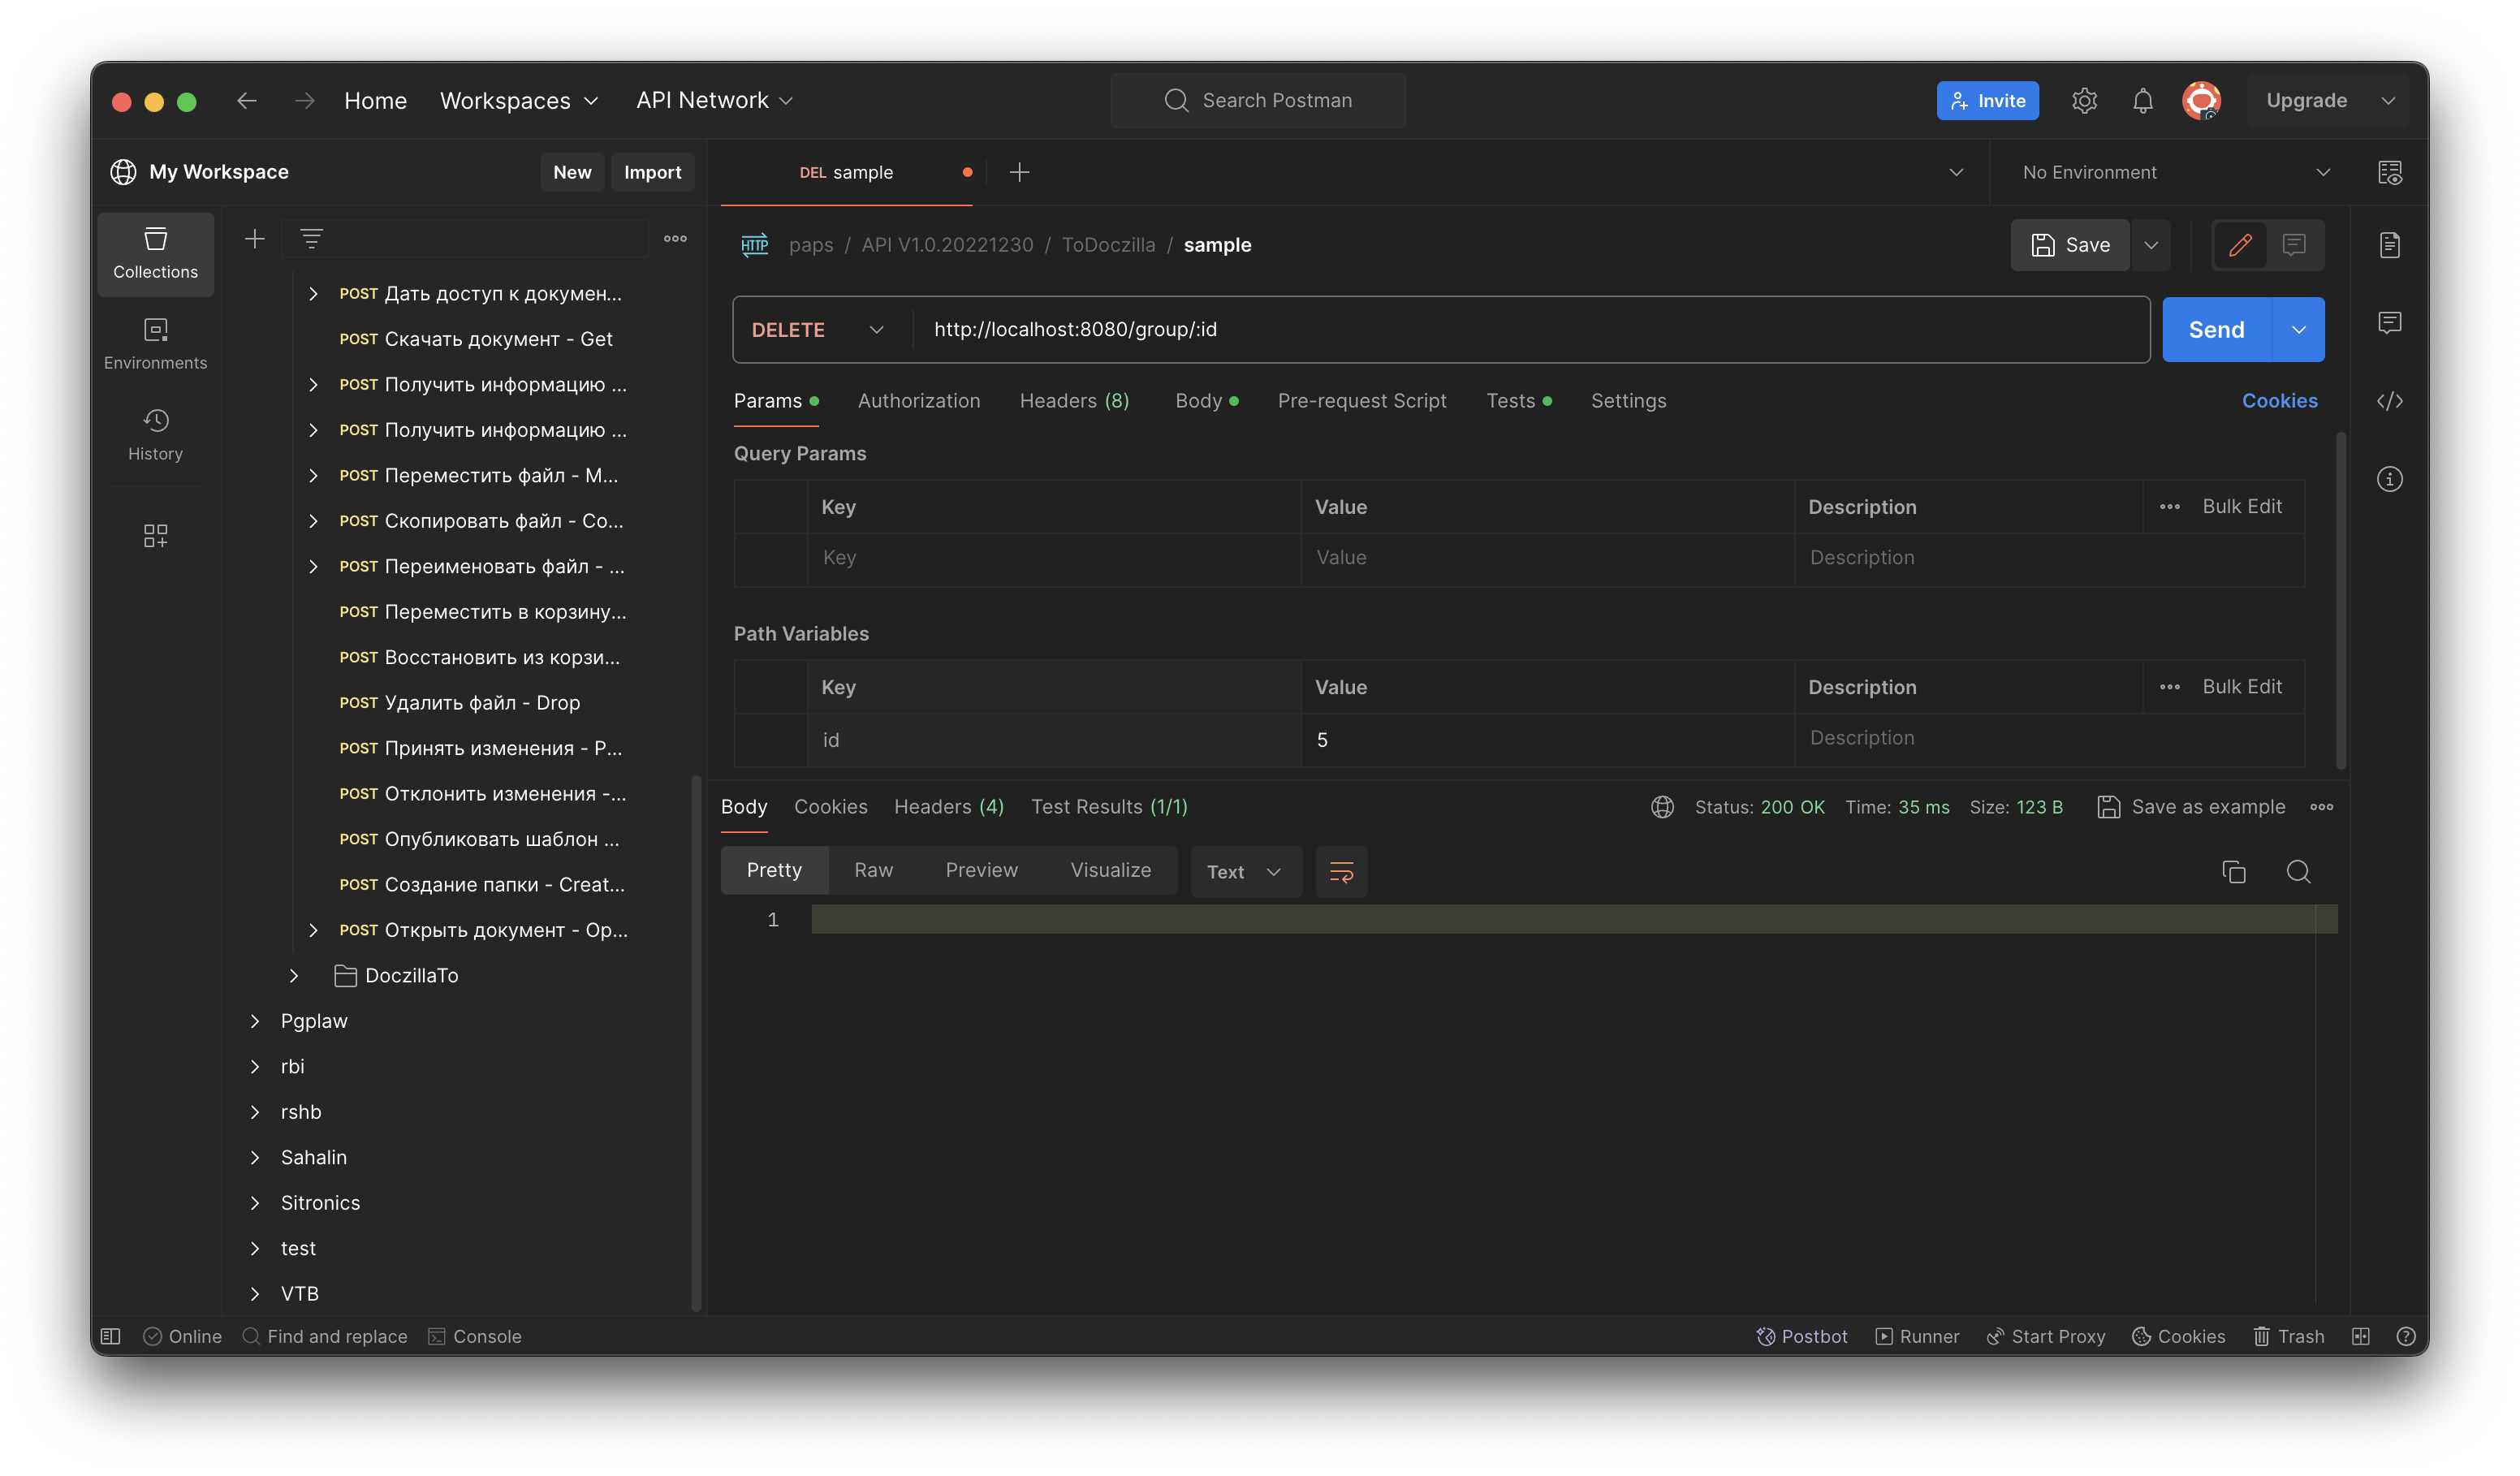 Home Workspaces API Network Search Postman Invite Upgrade
My Workspace New Import DEL sample No Environment
Collections
Environments
History
POST Дать доступ к докумен...
POST Скачать документ - Get
POST Получить информацию ...
POST Получить информацию ...
POST Переместить файл - M...
POST Скопировать файл - Co...
POST Переименовать файл - ...
POST Переместить в корзину...
POST Восстановить из корзи...
POST Удалить файл - Drop
POST Принять изменения - P...
POST Отклонить изменения -...
POST Опубликовать шаблон ...
POST Создание папки - Creat...
POST Открыть документ - Op...
DoczillaTo
Pgplaw
rbi
rshb
Sahalin
Sitronics
test
VTB
HTTP paps / API V1.0.20221230 / ToDoczilla / sample Save
DELETE http://localhost:8080/group/:id Send
Params Authorization Headers (8) Body Pre-request Script Tests Settings Cookies
Query Params
Key Value Description Bulk Edit
Key Value Description
Path Variables
Key Value Description Bulk Edit
id 5 Description
Body Cookies Headers (4) Test Results (1/1) Status: 200 OK Time: 35 ms Size: 123 B Save as example
Pretty Raw Preview Visualize Text
1
Online Find and replace Console Postbot Runner Start Proxy Cookies Trash